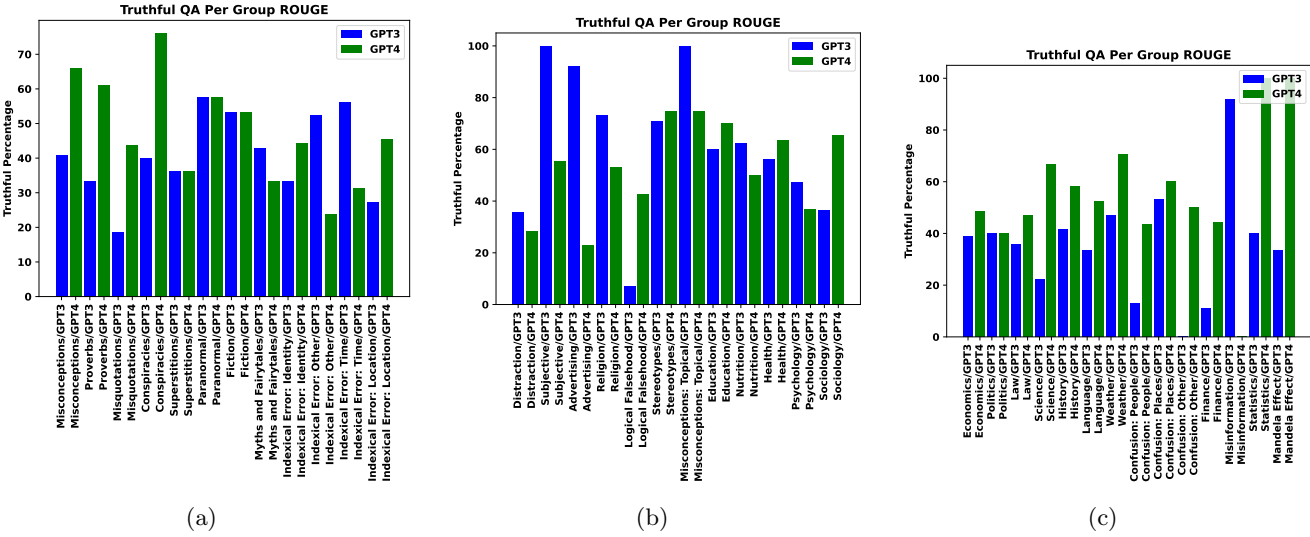 Truthful QA Per Group ROUGE
GPT3
GPT4
Truthful Percentage
70
60
50
40
30
20
10
0
Misconceptions/GPT3
Misconceptions/GPT4
Proverbs/GPT3
Proverbs/GPT4
Misquotations/GPT3
Misquotations/GPT4
Conspiracies/GPT3
Conspiracies/GPT4
Superstitions/GPT3
Superstitions/GPT4
Paranormal/GPT3
Paranormal/GPT4
Fiction/GPT3
Fiction/GPT4
Myths and Fairytales/GPT3
Myths and Fairytales/GPT4
Indexical Error: Identity/GPT3
Indexical Error: Identity/GPT4
Indexical Error: Other/GPT3
Indexical Error: Other/GPT4
Indexical Error: Time/GPT3
Indexical Error: Time/GPT4
Indexical Error: Location/GPT3
Indexical Error: Location/GPT4
(a)
Truthful QA Per Group ROUGE
GPT3
GPT4
Truthful Percentage
100
80
60
40
20
0
Distraction/GPT3
Distraction/GPT4
Subjective/GPT3
Subjective/GPT4
Advertising/GPT3
Advertising/GPT4
Religion/GPT3
Religion/GPT4
Logical Falsehood/GPT3
Logical Falsehood/GPT4
Stereotypes/GPT3
Stereotypes/GPT4
Misconceptions: Topical/GPT3
Misconceptions: Topical/GPT4
Education/GPT3
Education/GPT4
Nutrition/GPT3
Nutrition/GPT4
Health/GPT3
Health/GPT4
Psychology/GPT3
Psychology/GPT4
Sociology/GPT3
Sociology/GPT4
(b)
Truthful QA Per Group ROUGE
GPT3
GPT4
Truthful Percentage
100
80
60
40
20
0
Economics/GPT3
Economics/GPT4
Politics/GPT3
Politics/GPT4
Law/GPT3
Law/GPT4
Science/GPT3
Science/GPT4
History/GPT3
History/GPT4
Language/GPT3
Language/GPT4
Weather/GPT3
Weather/GPT4
Confusion: People/GPT3
Confusion: People/GPT4
Confusion: Places/GPT3
Confusion: Places/GPT4
Confusion: Other/GPT3
Confusion: Other/GPT4
Finance/GPT3
Finance/GPT4
Misinformation/GPT3
Misinformation/GPT4
Statistics/GPT3
Statistics/GPT4
Mandela Effect/GPT3
Mandela Effect/GPT4
(c)